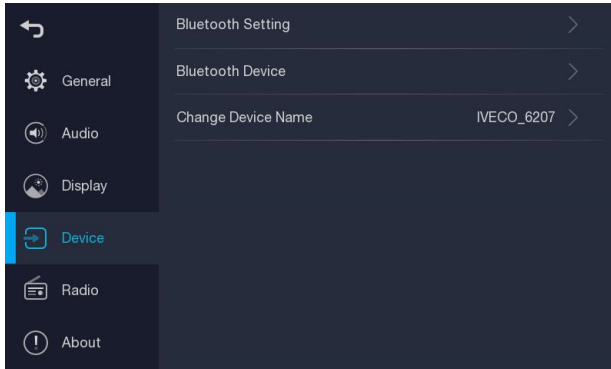 General
Audio
Display
Device
Radio
About
Bluetooth Setting
Bluetooth Device
Change Device Name IVECO_6207